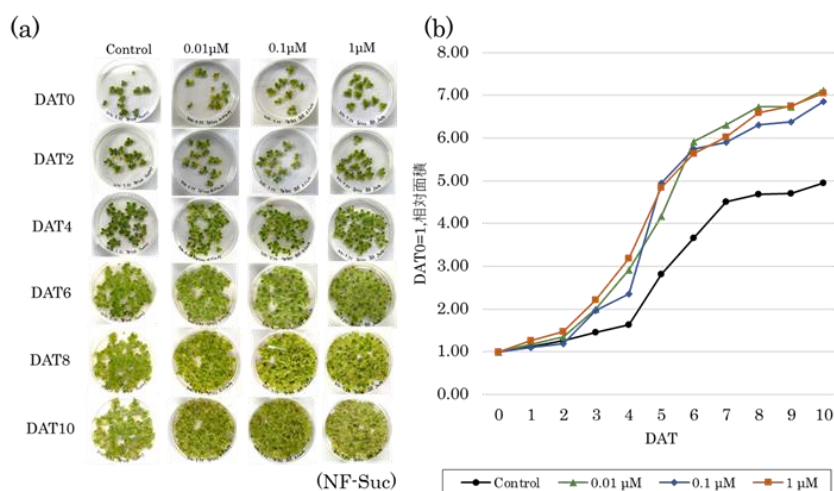 (a)
Control 0.01µM 0.1µM 1µM
DAT0
DAT2
DAT4
DAT6
DAT8
DAT10
(NF-Suc)
(b)
8.00
7.00
6.00
5.00
4.00
3.00
2.00
1.00
0.00
DAT0=1,相対面積
0 1 2 3 4 5 6 7 8 9 10
DAT
Control 0.01 µM 0.1 µM 1 µM